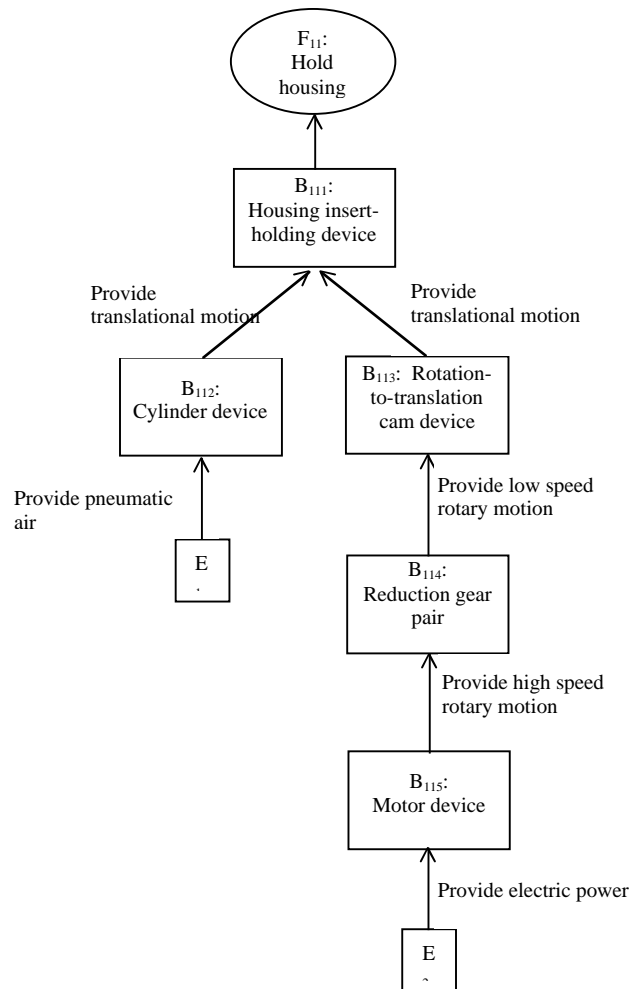 F₁₁:
Hold
housing
B₁₁₁:
Housing insert-
holding device
Provide
translational motion
Provide
translational motion
B₁₁₂:
Cylinder device
B₁₁₃: Rotation-
to-translation
cam device
Provide pneumatic
air
Provide low speed
rotary motion
E
B₁₁₄:
Reduction gear
pair
Provide high speed
rotary motion
B₁₁₅:
Motor device
Provide electric power
E